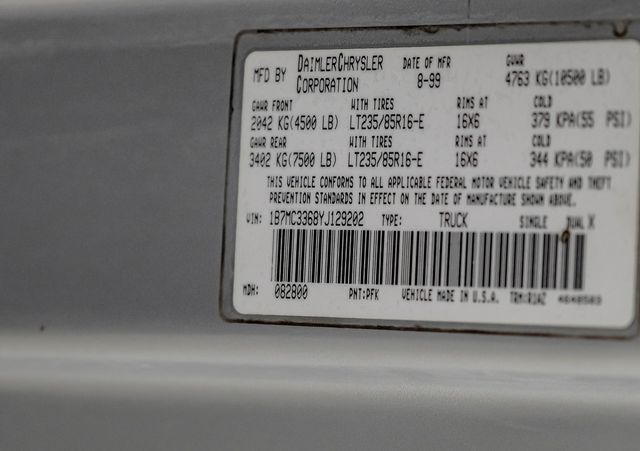 MFD BY DAIMLERCHRYSLER CORPORATION DATE OF MFR 8-99 GVWR 4763 KG(10500 LB)
GAWR FRONT WITH TIRES RIMS AT COLD
2042 KG(4500 LB) LT235/85R16-E 16X6 379 KPA(55 PSI)
GAWR REAR WITH TIRES RIMS AT COLD
3402 KG(7500 LB) LT235/85R16-E 16X6 344 KPA(50 PSI)
THIS VEHICLE CONFORMS TO ALL APPLICABLE FEDERAL MOTOR VEHICLE SAFETY AND THEFT
PREVENTION STANDARDS IN EFFECT ON THE DATE OF MANUFACTURE SHOWN ABOVE.
VIN: 1B7MC3368YJ129202 TYPE: TRUCK SINGLE DUAL X
MDH: 082800 PNT:PFK VEHICLE MADE IN U.S.A.